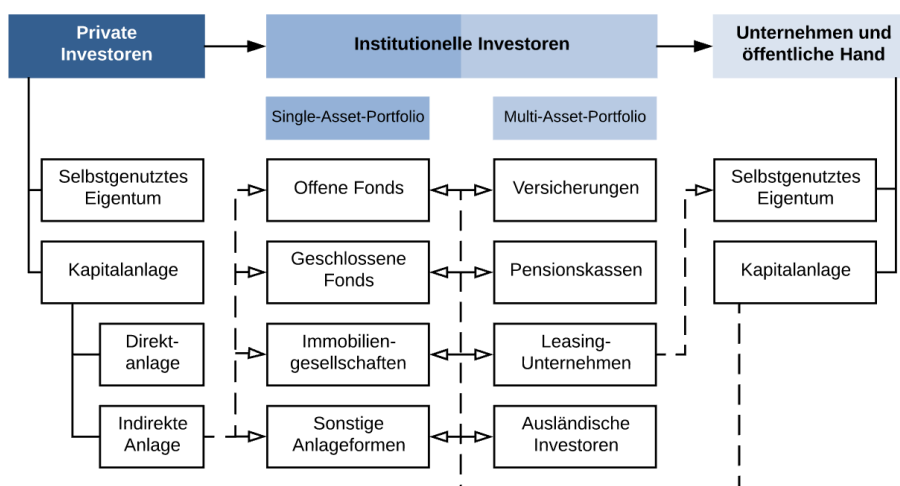 Private
Investoren
Institutionelle Investoren
Unternehmen und
öffentliche Hand
Single-Asset-Portfolio
Multi-Asset-Portfolio
Selbstgenutztes
Eigentum
Offene Fonds
Versicherungen
Selbstgenutztes
Eigentum
Kapitalanlage
Geschlossene
Fonds
Pensionskassen
Kapitalanlage
Direkt-
anlage
Immobilien-
gesellschaften
Leasing-
Unternehmen
Indirekte
Anlage
Sonstige
Anlageformen
Ausländische
Investoren